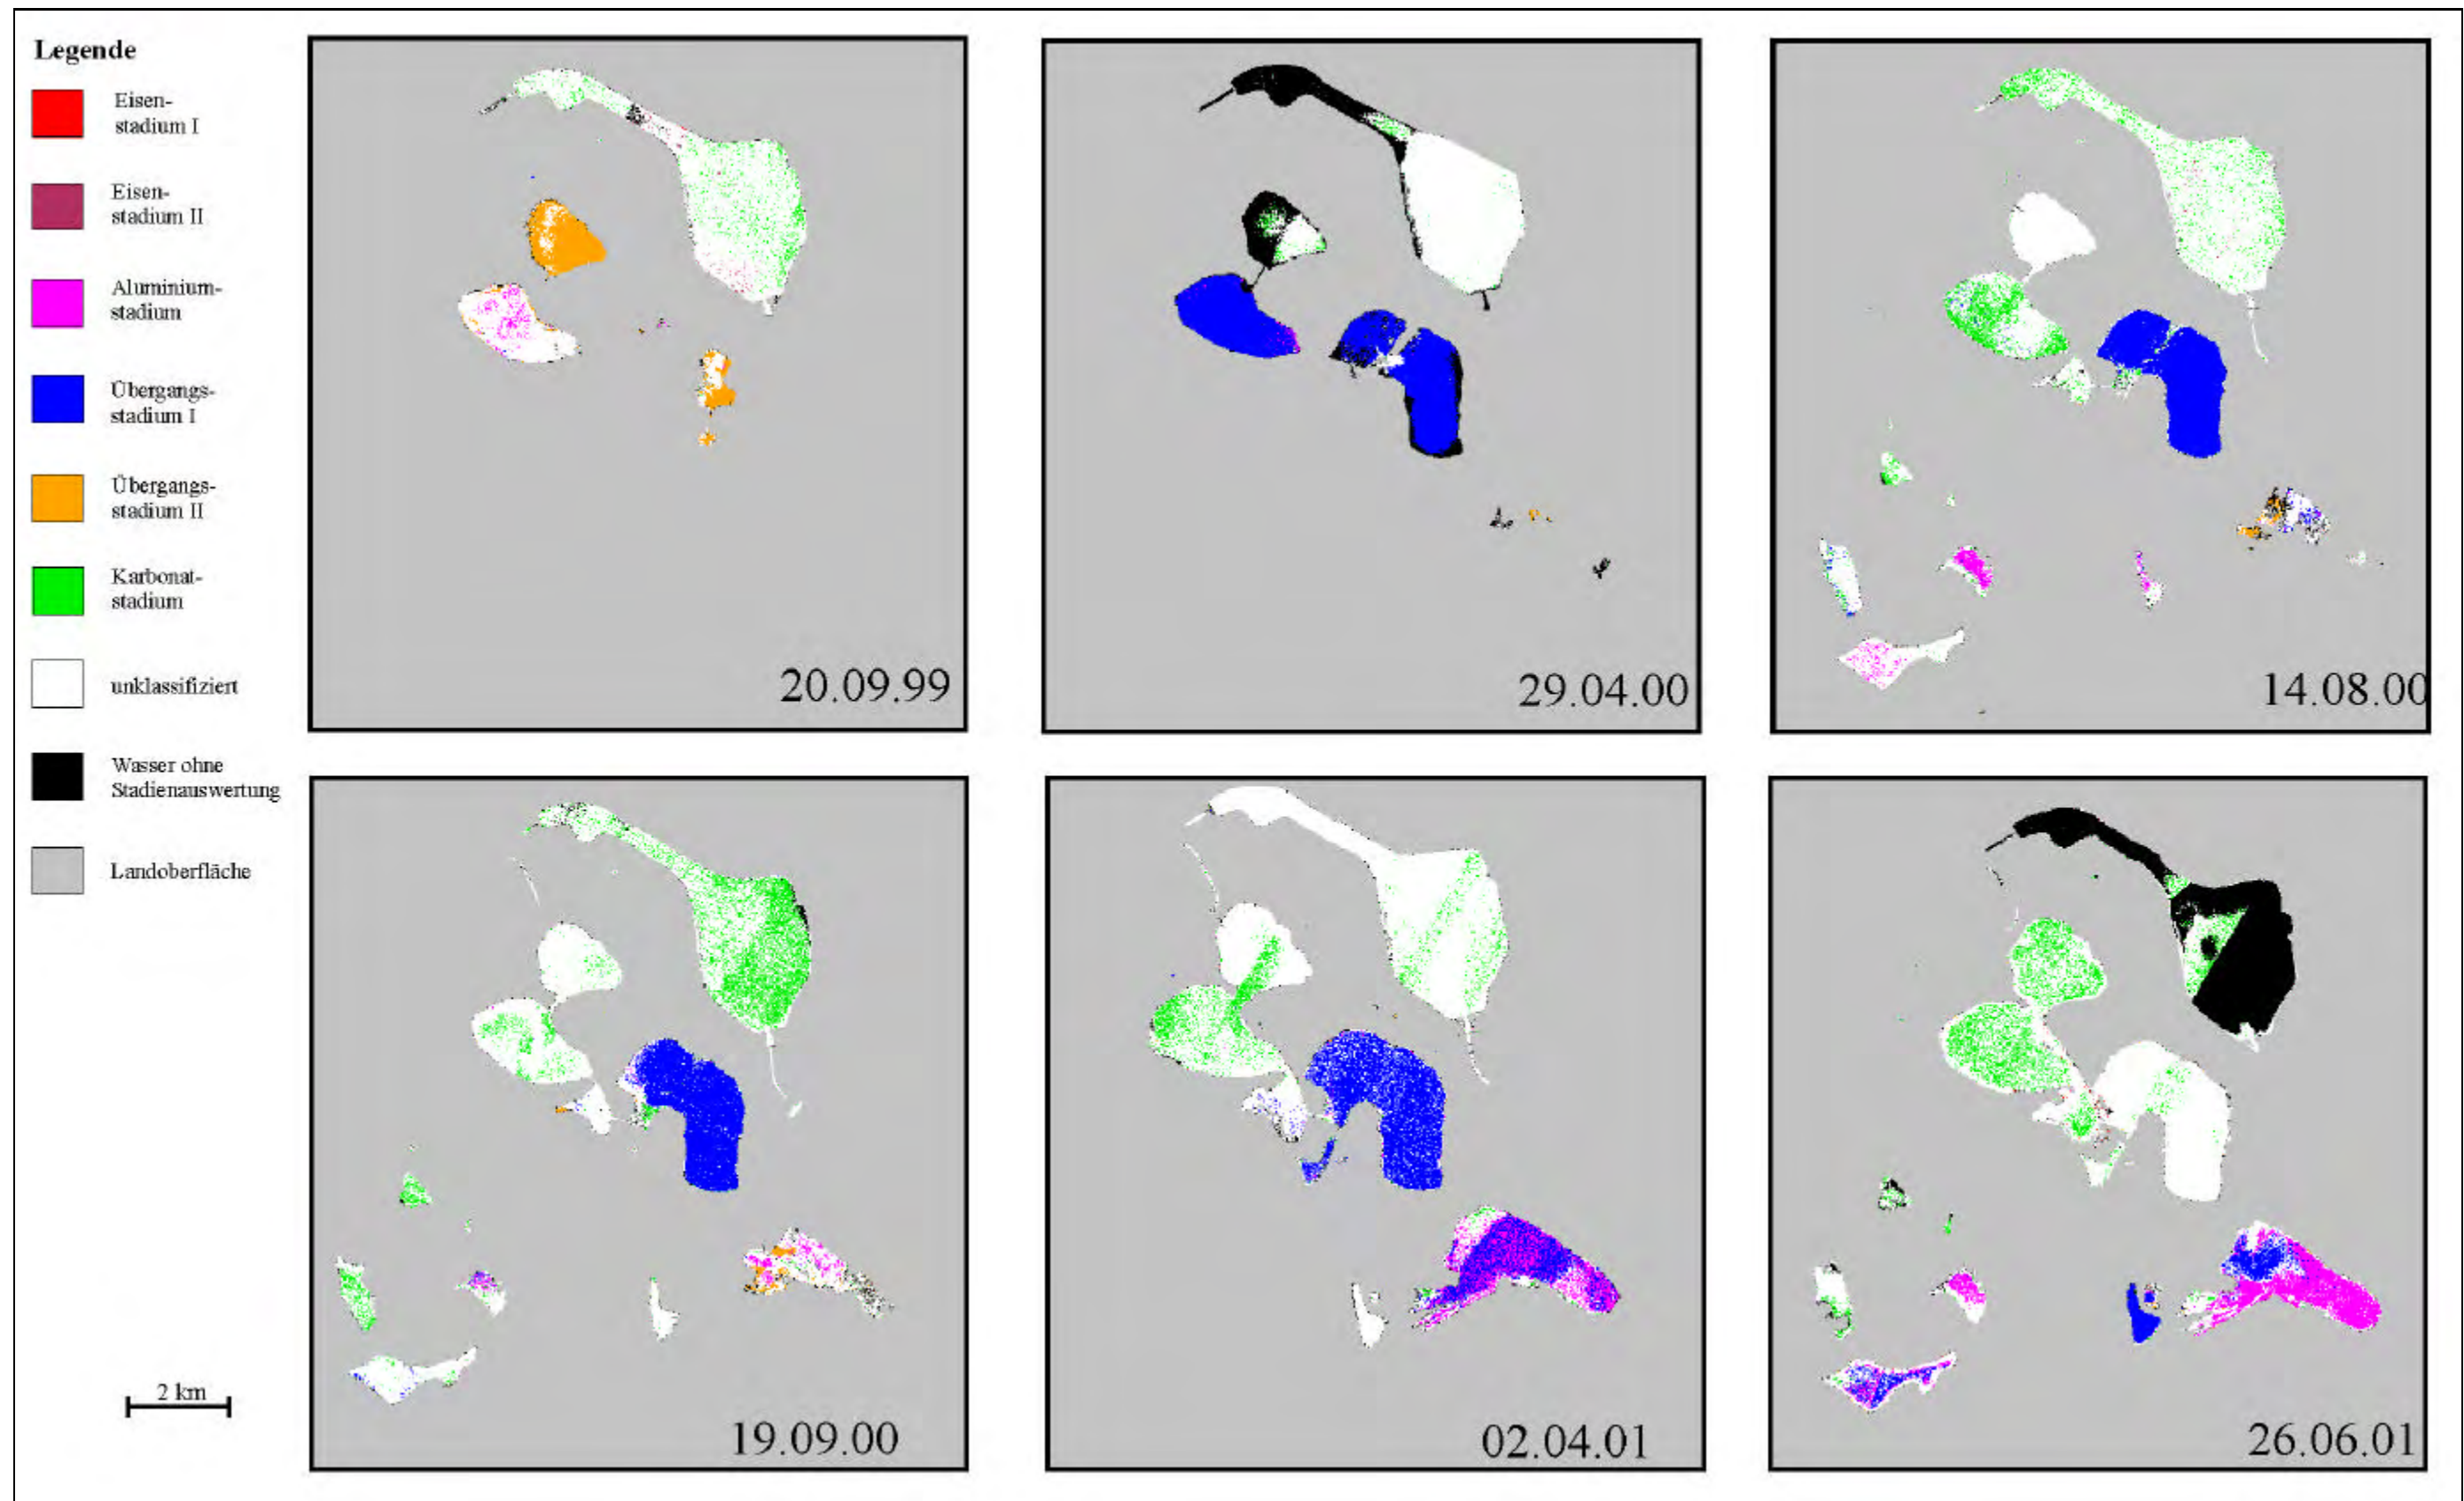 Legende
Eisen-
stadium I
Eisen-
stadium II
Aluminium-
stadium
Übergangs-
stadium I
Übergangs-
stadium II
Karbonat-
stadium
unklassifiziert
Wasser ohne
Stadienauswertung
Landoberfläche
2 km
20.09.99
29.04.00
14.08.00
19.09.00
02.04.01
26.06.01